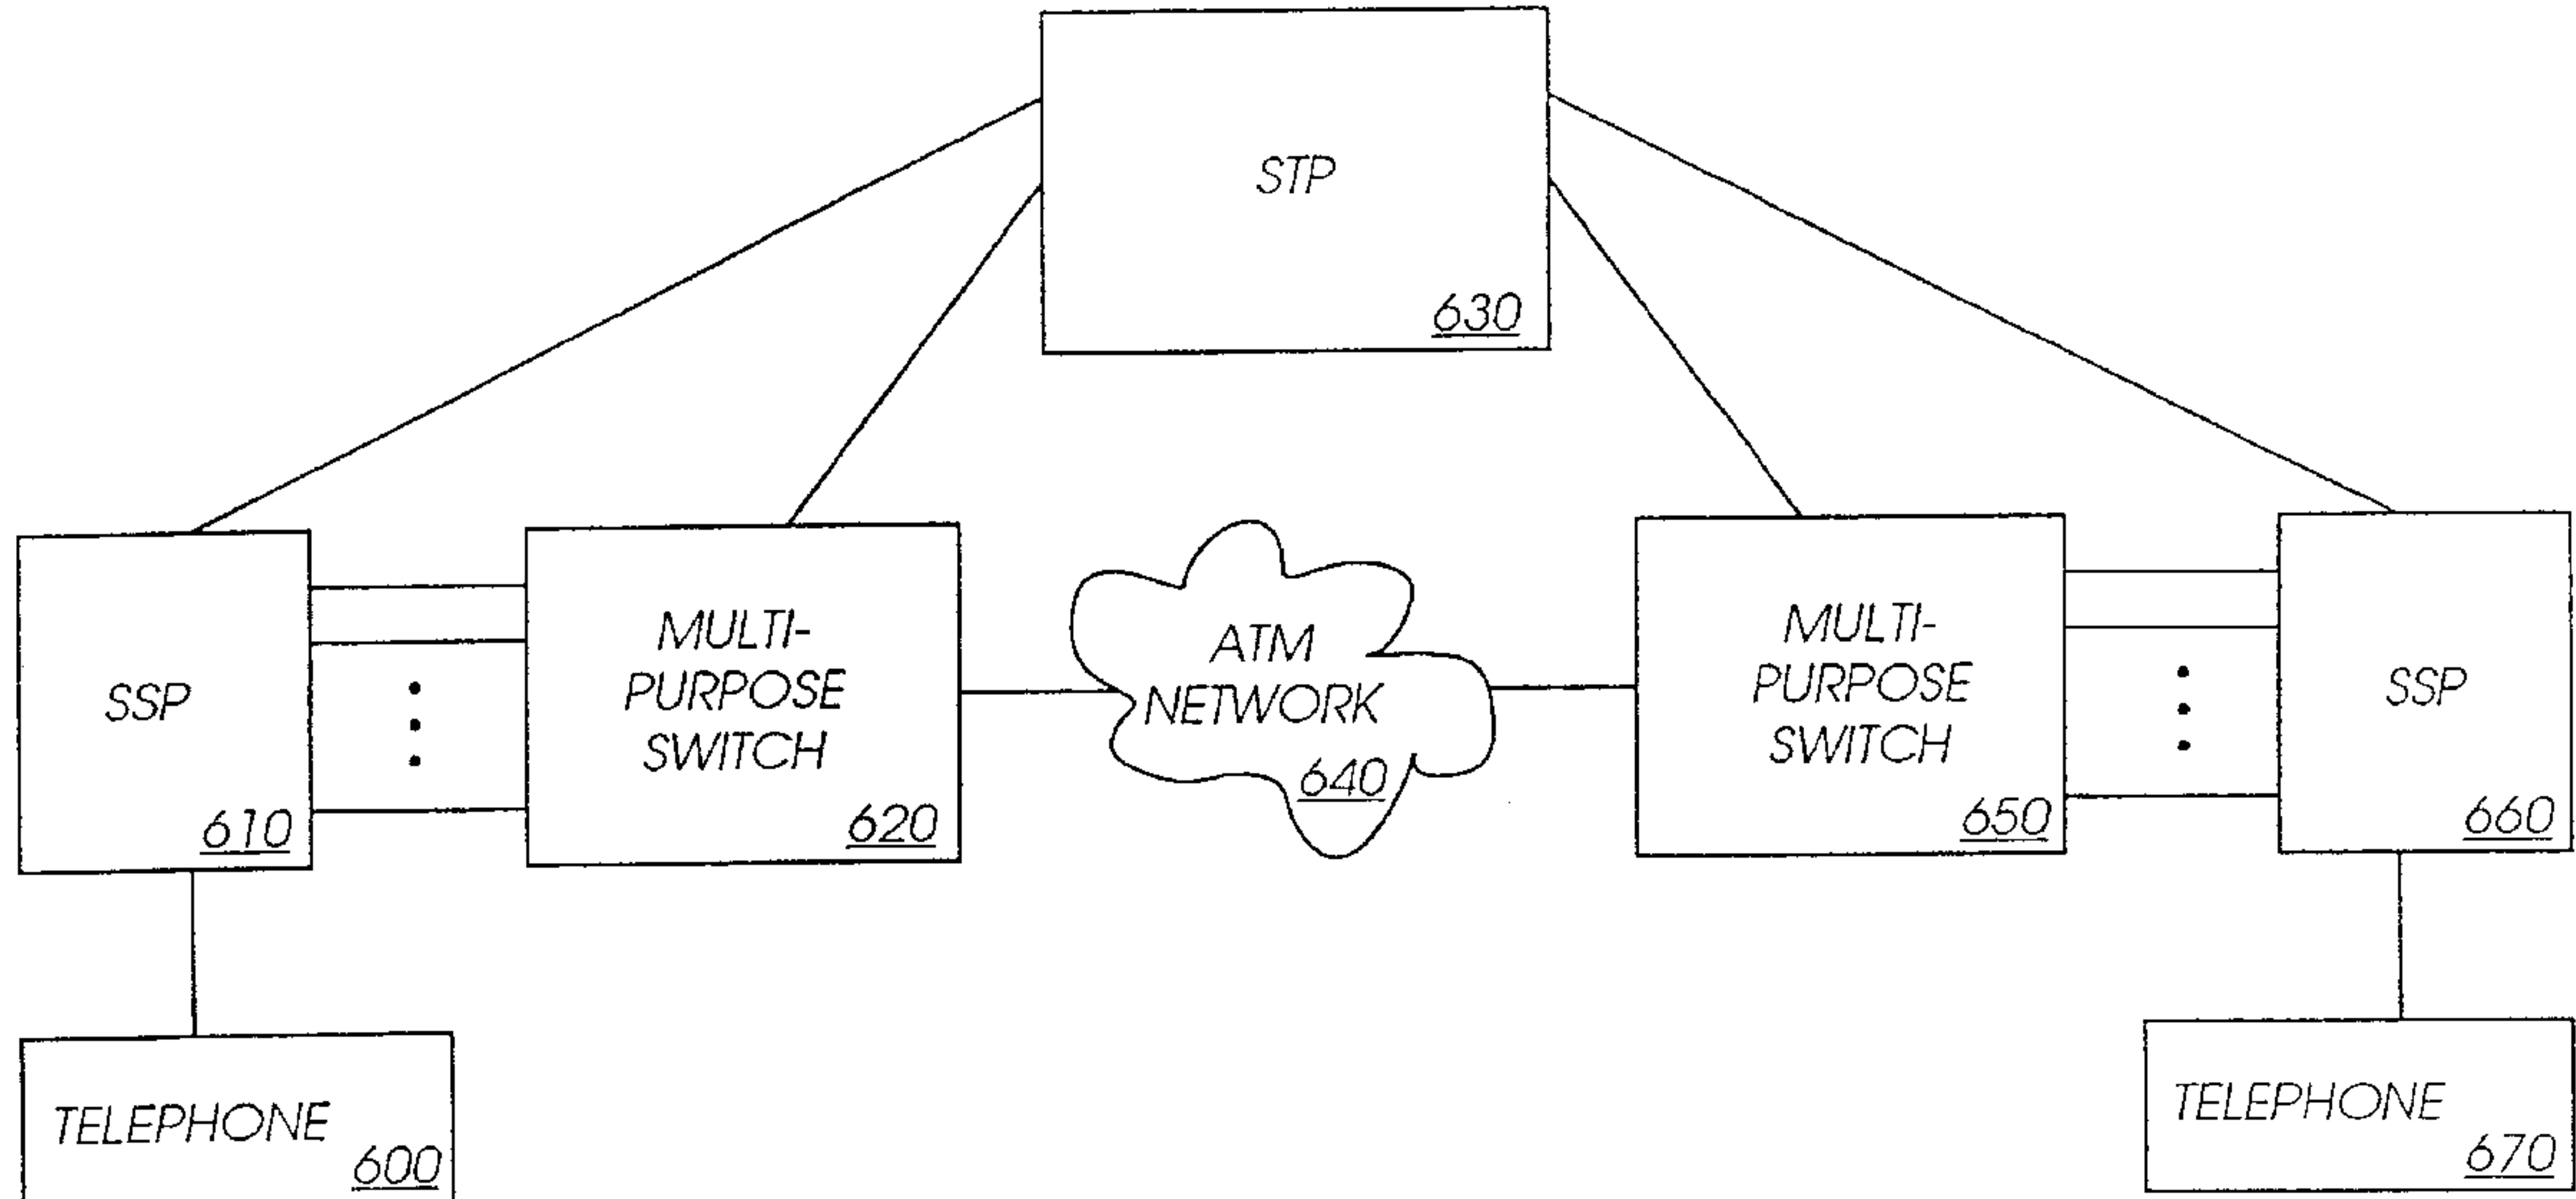 STP
630
SSP
610
MULTI-
PURPOSE
SWITCH
620
ATM
NETWORK
640
MULTI-
PURPOSE
SWITCH
650
SSP
660
TELEPHONE
600
TELEPHONE
670